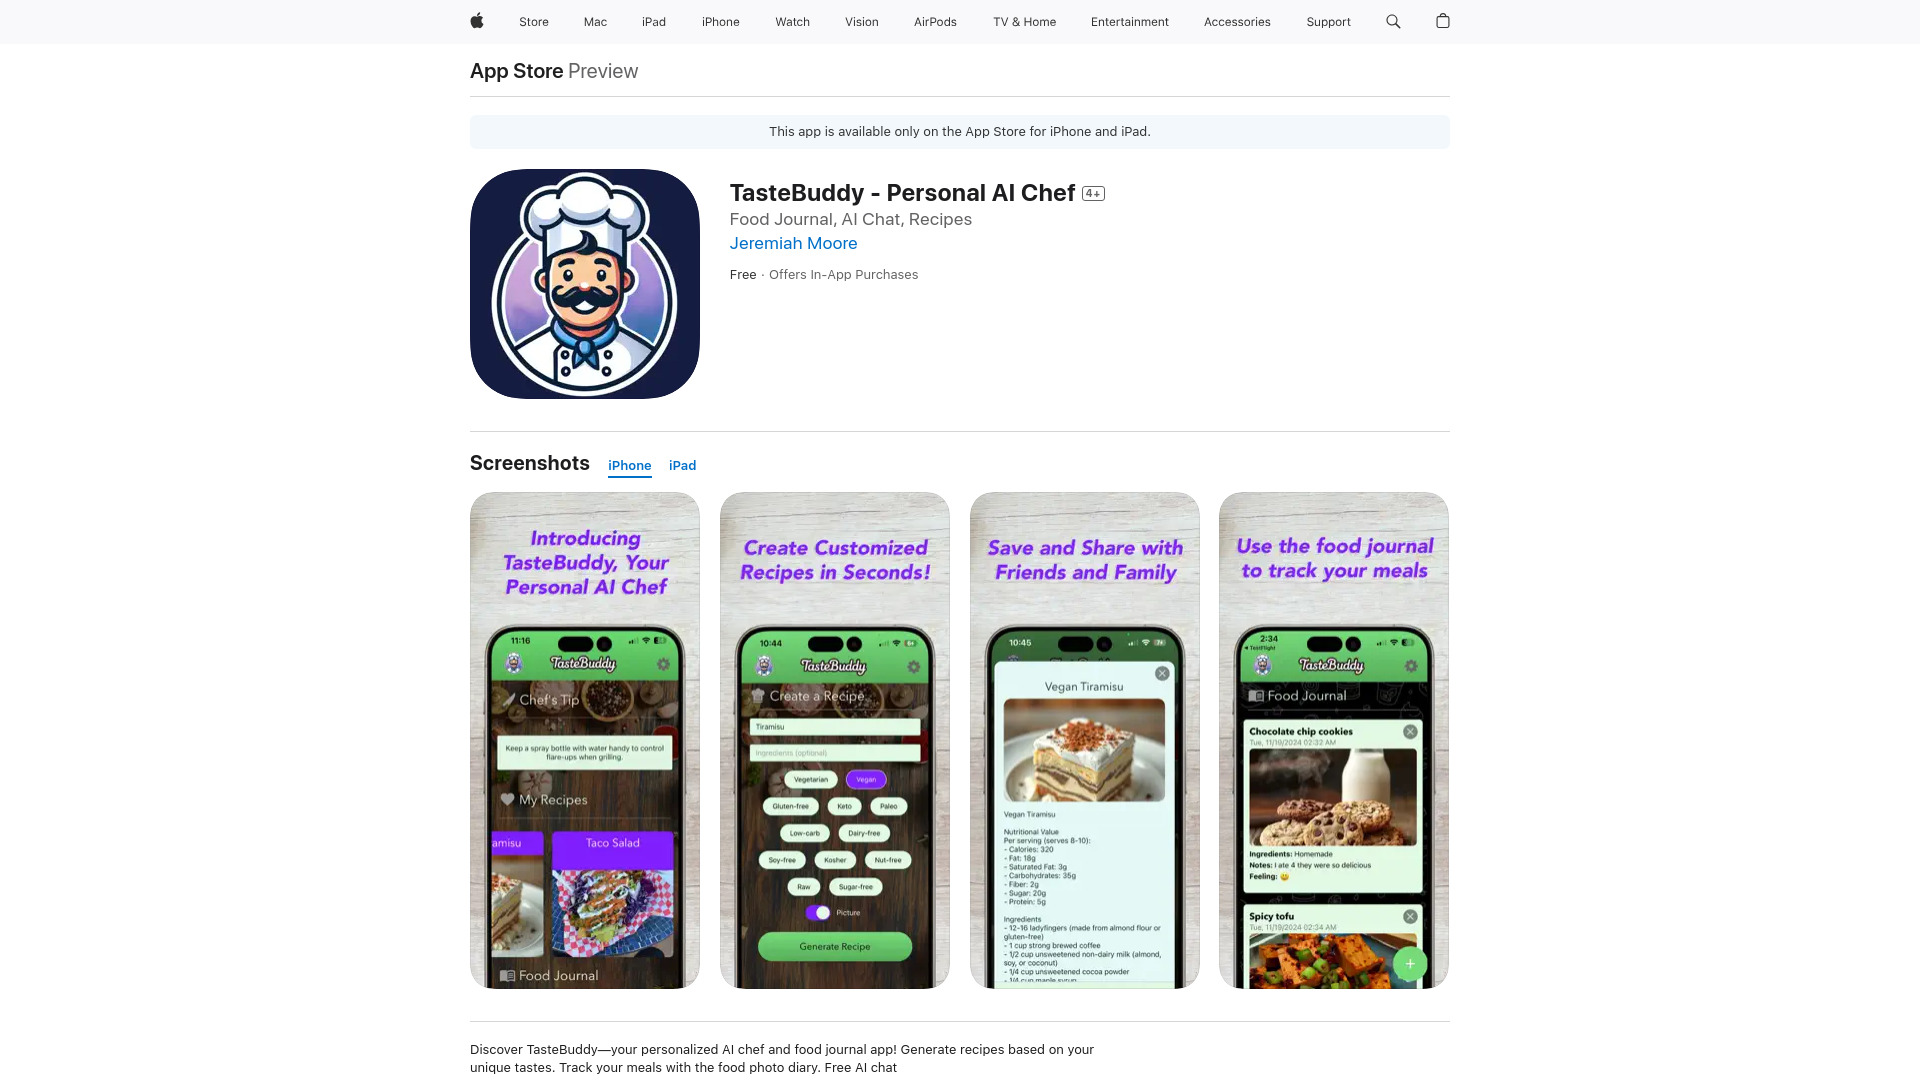 Store Mac iPad iPhone Watch Vision AirPods TV & Home Entertainment Accessories Support
App Store Preview
This app is available only on the App Store for iPhone and iPad.
TasteBuddy - Personal AI Chef 4+
Food Journal, AI Chat, Recipes
Jeremiah Moore
Free · Offers In-App Purchases
Screenshots iPhone iPad
Introducing
TasteBuddy, Your
Personal AI Chef
11:16
TasteBuddy
Chef's Tip
Keep a spray bottle with water handy to control
flare-ups when grilling.
My Recipes
amisu
Taco Salad
Food Journal
Create Customized
Recipes in Seconds!
10:44
TasteBuddy
Create a Recipe
Tiramisu
Ingredients (optional)
Vegetarian Vegan
Gluten-free Keto Paleo
Low-carb Dairy-free
Soy-free Kosher Nut-free
Raw Sugar-free
Picture
Generate Recipe
Save and Share with
Friends and Family
10:45
Vegan Tiramisu
Vegan Tiramisu
Nutritional Value
Per serving (serves 8-10):
- Calories: 320
- Fat: 18g
- Saturated Fat: 3g
- Carbohydrates: 35g
- Fiber: 2g
- Sugar: 20g
- Protein: 5g
Ingredients
- 12-16 ladyfingers (made from almond flour or
gluten-free)
- 1 cup strong brewed coffee
- 1/2 cup unsweetened non-dairy milk (almond,
soy, or coconut)
- 1/4 cup unsweetened cocoa powder
- 1/4 cup maple syrup
Use the food journal
to track your meals
2:34
TestFlight
TasteBuddy
Food Journal
Chocolate chip cookies
Tue, 11/19/2024 02:32 AM
Ingredients: Homemade
Notes: I ate 4 they were so delicious
Feeling: 😀
Spicy tofu
Tue, 11/19/2024 02:34 AM
+
Discover TasteBuddy—your personalized AI chef and food journal app! Generate recipes based on your
unique tastes. Track your meals with the food photo diary. Free AI chat